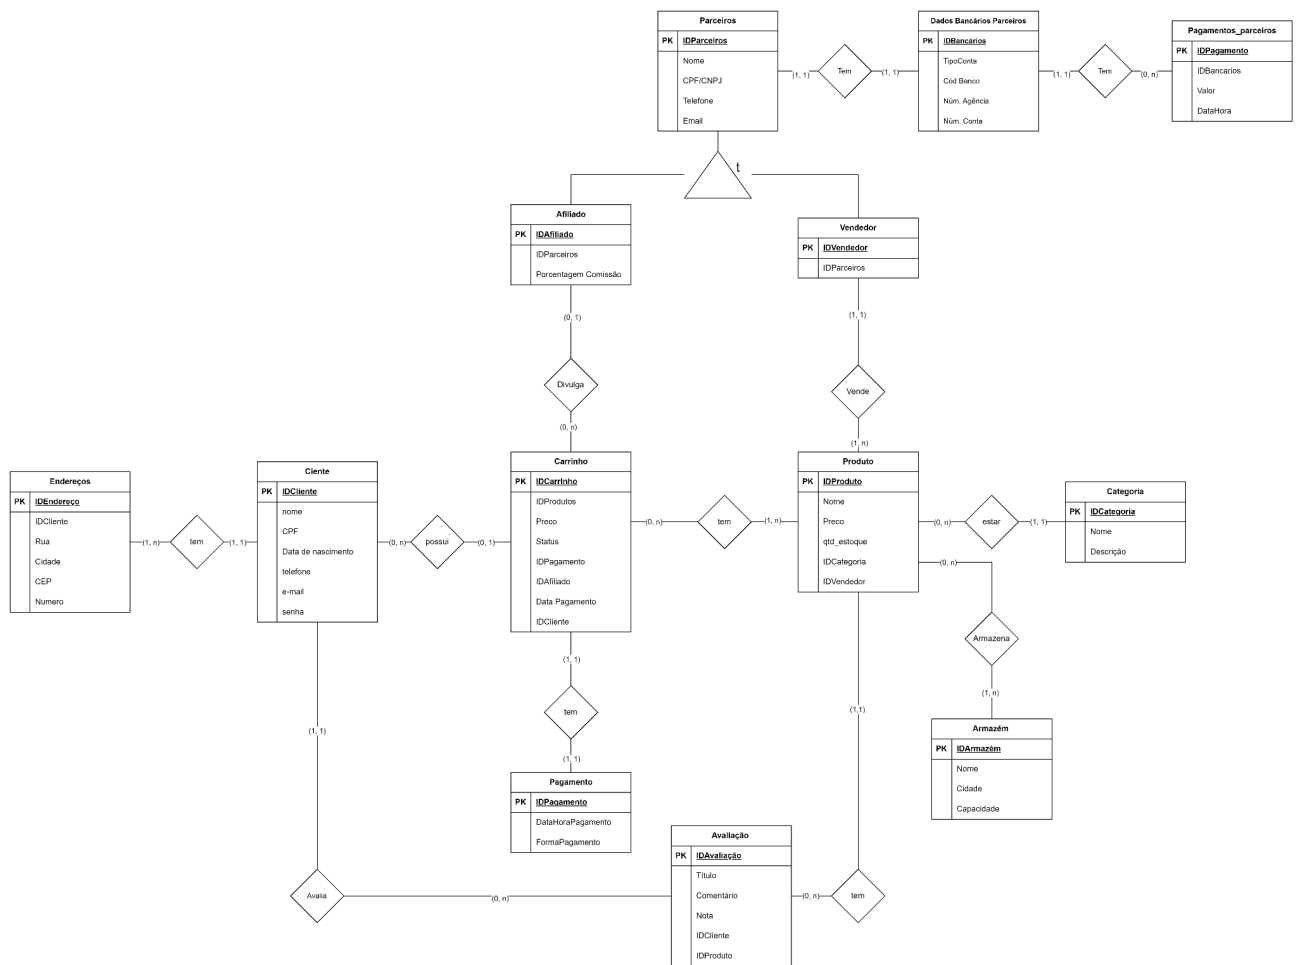 Parceiros
PK IDParceiros
Nome
CPF/CNPJ
Telefone
Email
(1, 1)
Tem
(1, 1)
Dados Bancários Parceiros
PK IDBancários
TipoConta
Cód Banco
Núm. Agência
Núm. Conta
(1, 1)
Tem
(0, n)
Pagamentos_parceiros
PK IDPagamento
IDBancarios
Valor
DataHora
t
Afiliado
PK IDAfiliado
IDParceiros
Porcentagem Comissão
Vendedor
PK IDVendedor
IDParceiros
(0, 1)
Divulga
(0, n)
(1, 1)
Vende
(1, n)
Endereços
PK IDEndereço
IDCliente
Rua
Cidade
CEP
Numero
(1, n)
tem
(1, 1)
Ciente
PK IDCliente
nome
CPF
Data de nascimento
telefone
e-mail
senha
(0, n)
possui
(0, 1)
Carrinho
PK IDCarrinho
IDProdutos
Preco
Status
IDPagamento
IDAfiliado
Data Pagamento
IDCliente
(0, n)
tem
(1, n)
Produto
PK IDProduto
Nome
Preco
qtd_estoque
IDCategoria
IDVendedor
(0, n)
estar
(1, 1)
Categoria
PK IDCategoria
Nome
Descrição
(0, n)
Armazena
(1, n)
Armazém
PK IDArmazém
Nome
Cidade
Capacidade
(1, 1)
tem
(1, 1)
Pagamento
PK IDPagamento
DataHoraPagamento
FormaPagamento
(1, 1)
Avalia
(0, n)
Avaliação
PK IDAvaliação
Título
Comentário
Nota
IDCliente
IDProduto
(0, n)
tem
(1,1)